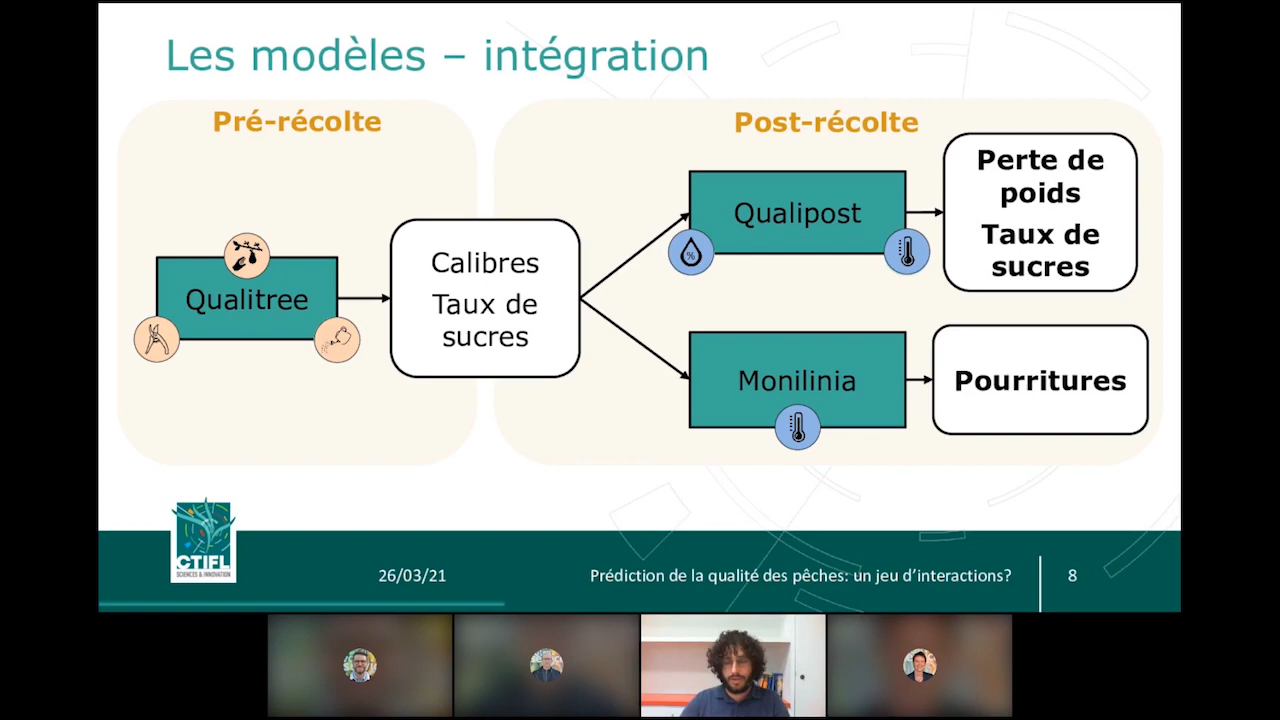 Les modèles – intégration
Pré-récolte
Post-récolte
Qualitree
Calibres
Taux de
sucres
Qualipost
%
Perte de
poids
Taux de
sucres
Monilinia
Pourritures
CTIFL
SCIENCES & INNOVATION
26/03/21
Prédiction de la qualité des pêches: un jeu d'interactions?
8